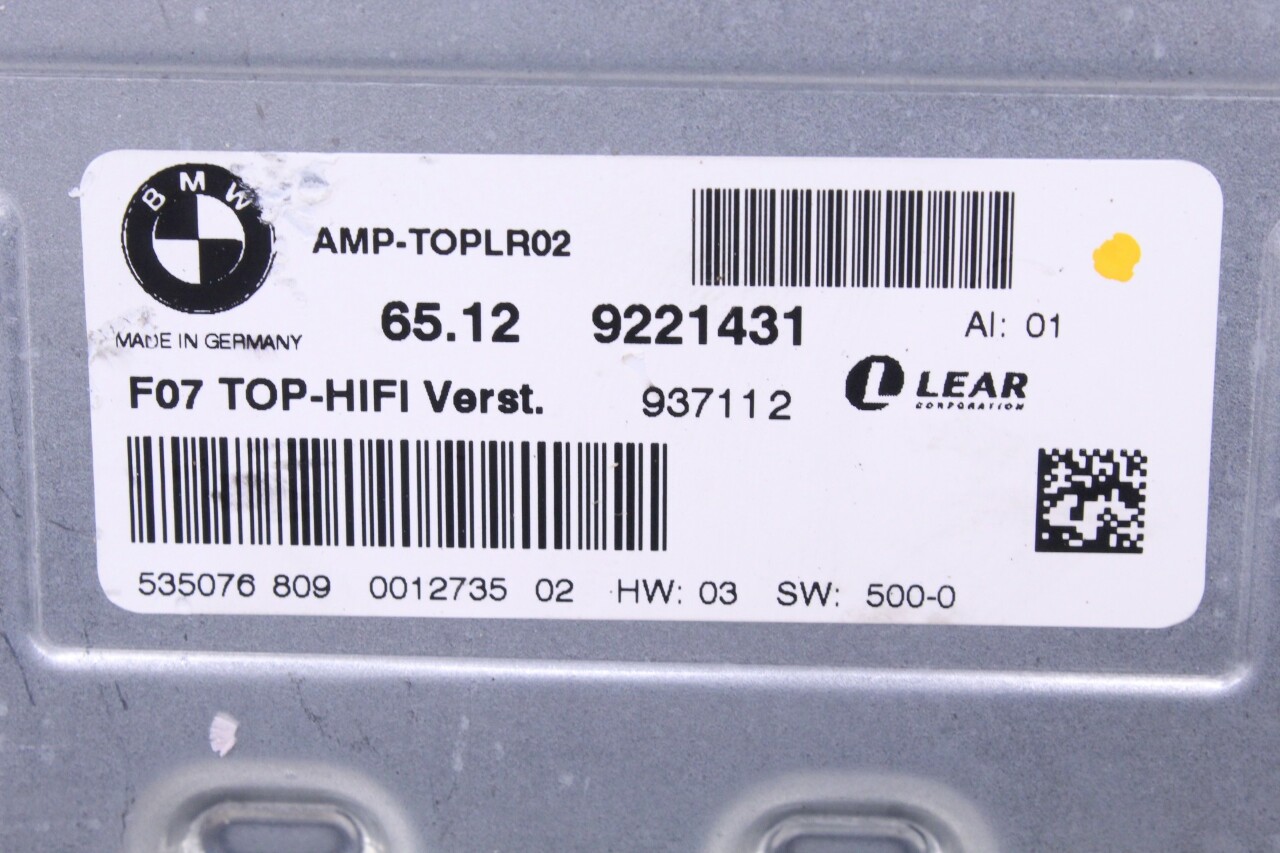 BMW
AMP-TOPLR02
MADE IN GERMANY
65.12 9221431 AI: 01
F07 TOP-HIFI Verst. 937112 LEAR
CORPORATION
535076 809 0012735 02 HW: 03 SW: 500-0